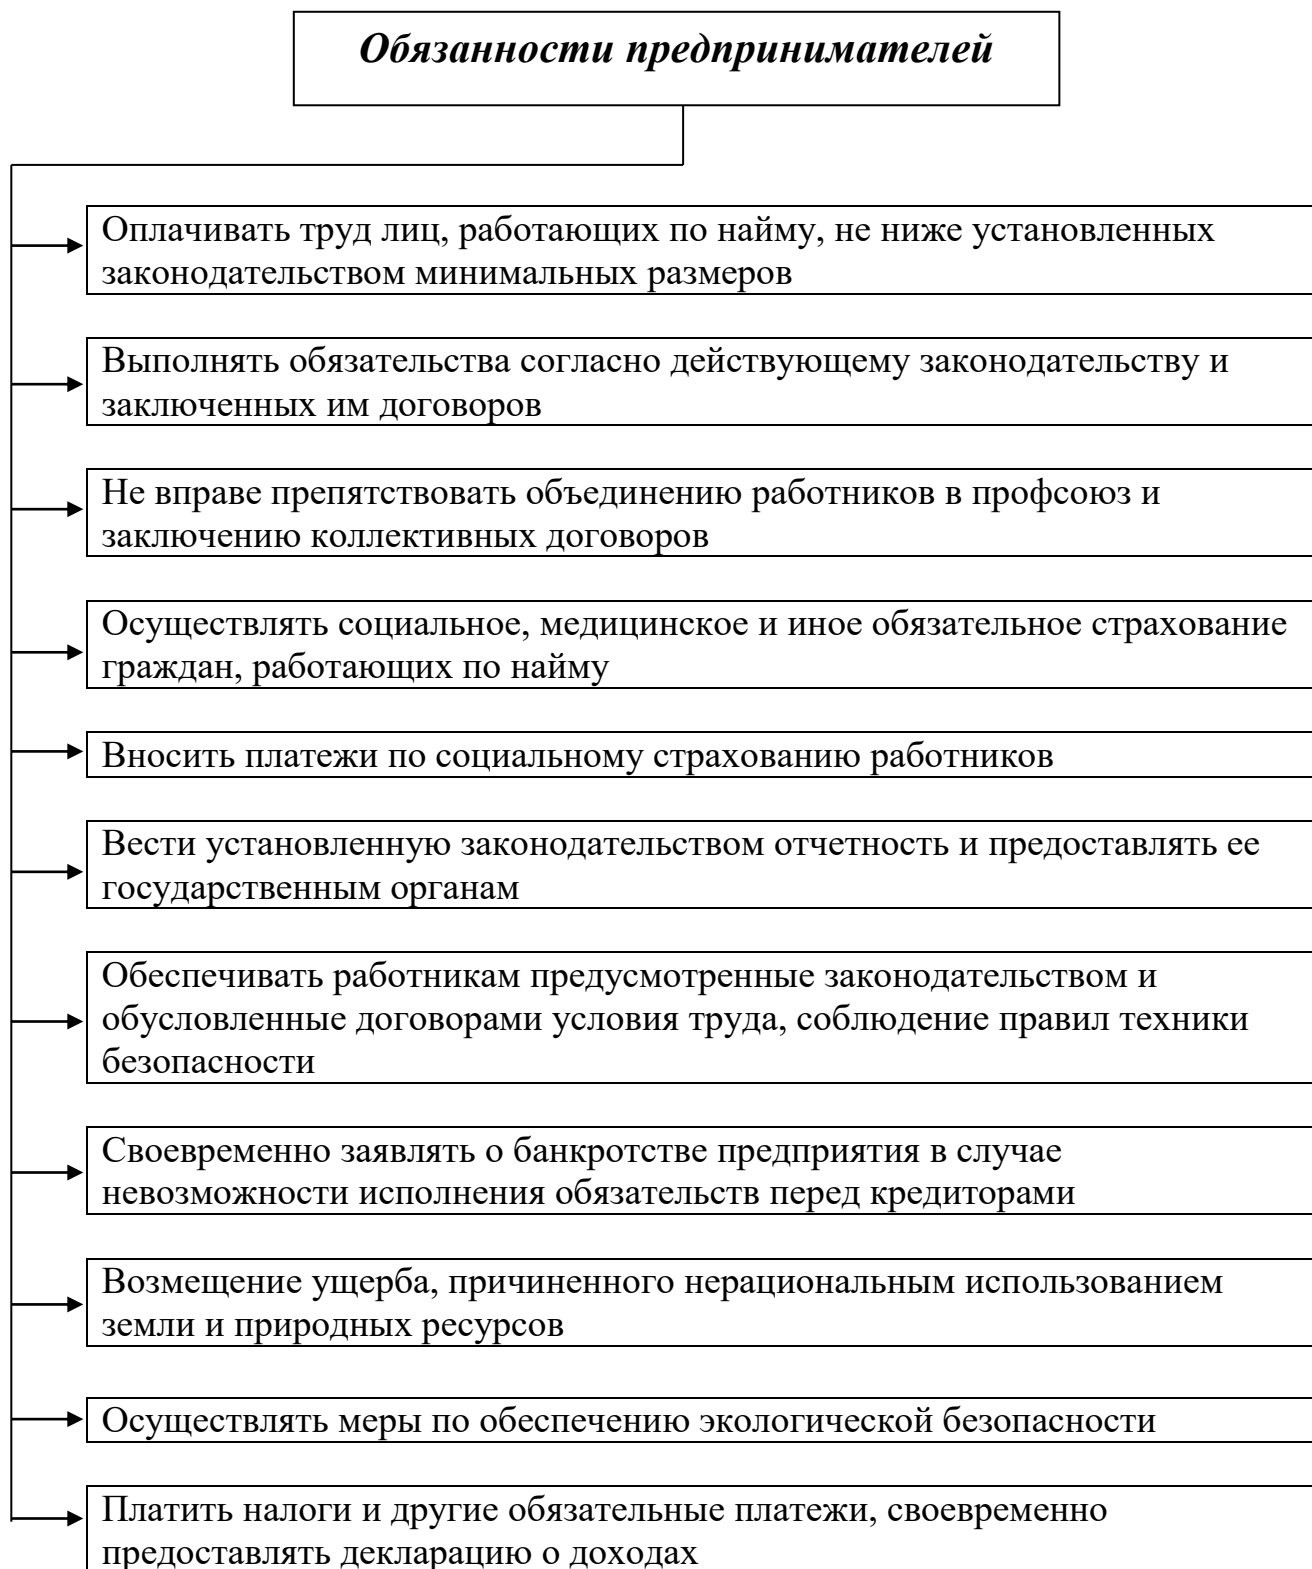 Обязанности предпринимателей
Оплачивать труд лиц, работающих по найму, не ниже установленных
законодательством минимальных размеров
Выполнять обязательства согласно действующему законодательству и
заключенных им договоров
Не вправе препятствовать объединению работников в профсоюз и
заключению коллективных договоров
Осуществлять социальное, медицинское и иное обязательное страхование
граждан, работающих по найму
Вносить платежи по социальному страхованию работников
Вести установленную законодательством отчетность и предоставлять ее
государственным органам
Обеспечивать работникам предусмотренные законодательством и
обусловленные договорами условия труда, соблюдение правил техники
безопасности
Своевременно заявлять о банкротстве предприятия в случае
невозможности исполнения обязательств перед кредиторами
Возмещение ущерба, причиненного нерациональным использованием
земли и природных ресурсов
Осуществлять меры по обеспечению экологической безопасности
Платить налоги и другие обязательные платежи, своевременно
предоставлять декларацию о доходах